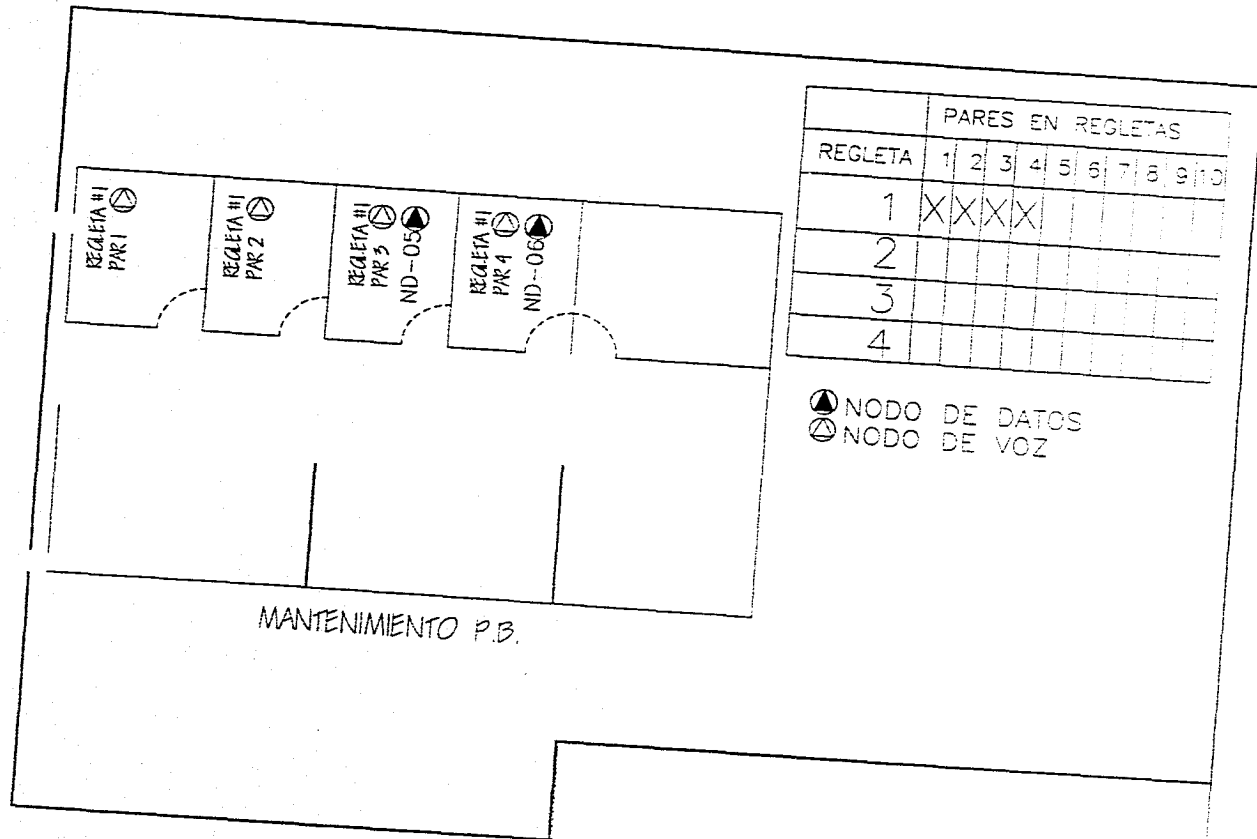 REGLETA #1
PAR 1
REGLETA #1
PAR 2
REGLETA #1
PAR 3
ND-05
REGLETA #1
PAR 4
ND-06
PARES EN REGLETAS
REGLETA 1 2 3 4 5 6 7 8 9 10
1 X X X X
2
3
4
NODO DE DATOS
NODO DE VOZ
MANTENIMIENTO P.B.